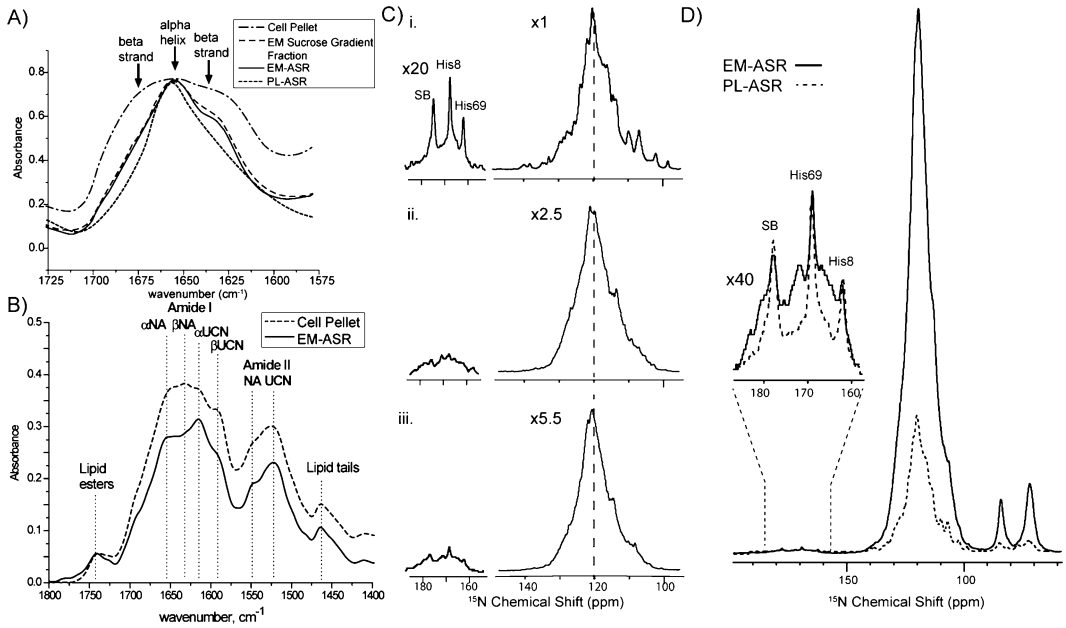 A)
beta
strand
alpha
helix
beta
strand
Cell Pellet
EM Sucrose Gradient
Fraction
EM-ASR
PL-ASR
Absorbance
0.8
0.6
0.4
0.2
0.0
1725 1700 1675 1650 1625 1600 1575
wavenumber (cm-1)
B)
Amide I
αNA βNA αUCN
βUCN
Cell Pellet
EM-ASR
Amide II
NA UCN
Lipid
esters
Lipid tails
Absorbance
0.5
0.4
0.3
0.2
0.1
0.0
1800 1750 1700 1650 1600 1550 1500 1450 1400
wavenumber, cm-1
C)
i.
x1
x20
SB
His8
His69
ii.
x2.5
iii.
x5.5
180 160 140 120 100
15N Chemical Shift (ppm)
D)
EM-ASR
PL-ASR
x40
SB
His69
His8
180 170 160
150 100
15N Chemical Shift (ppm)